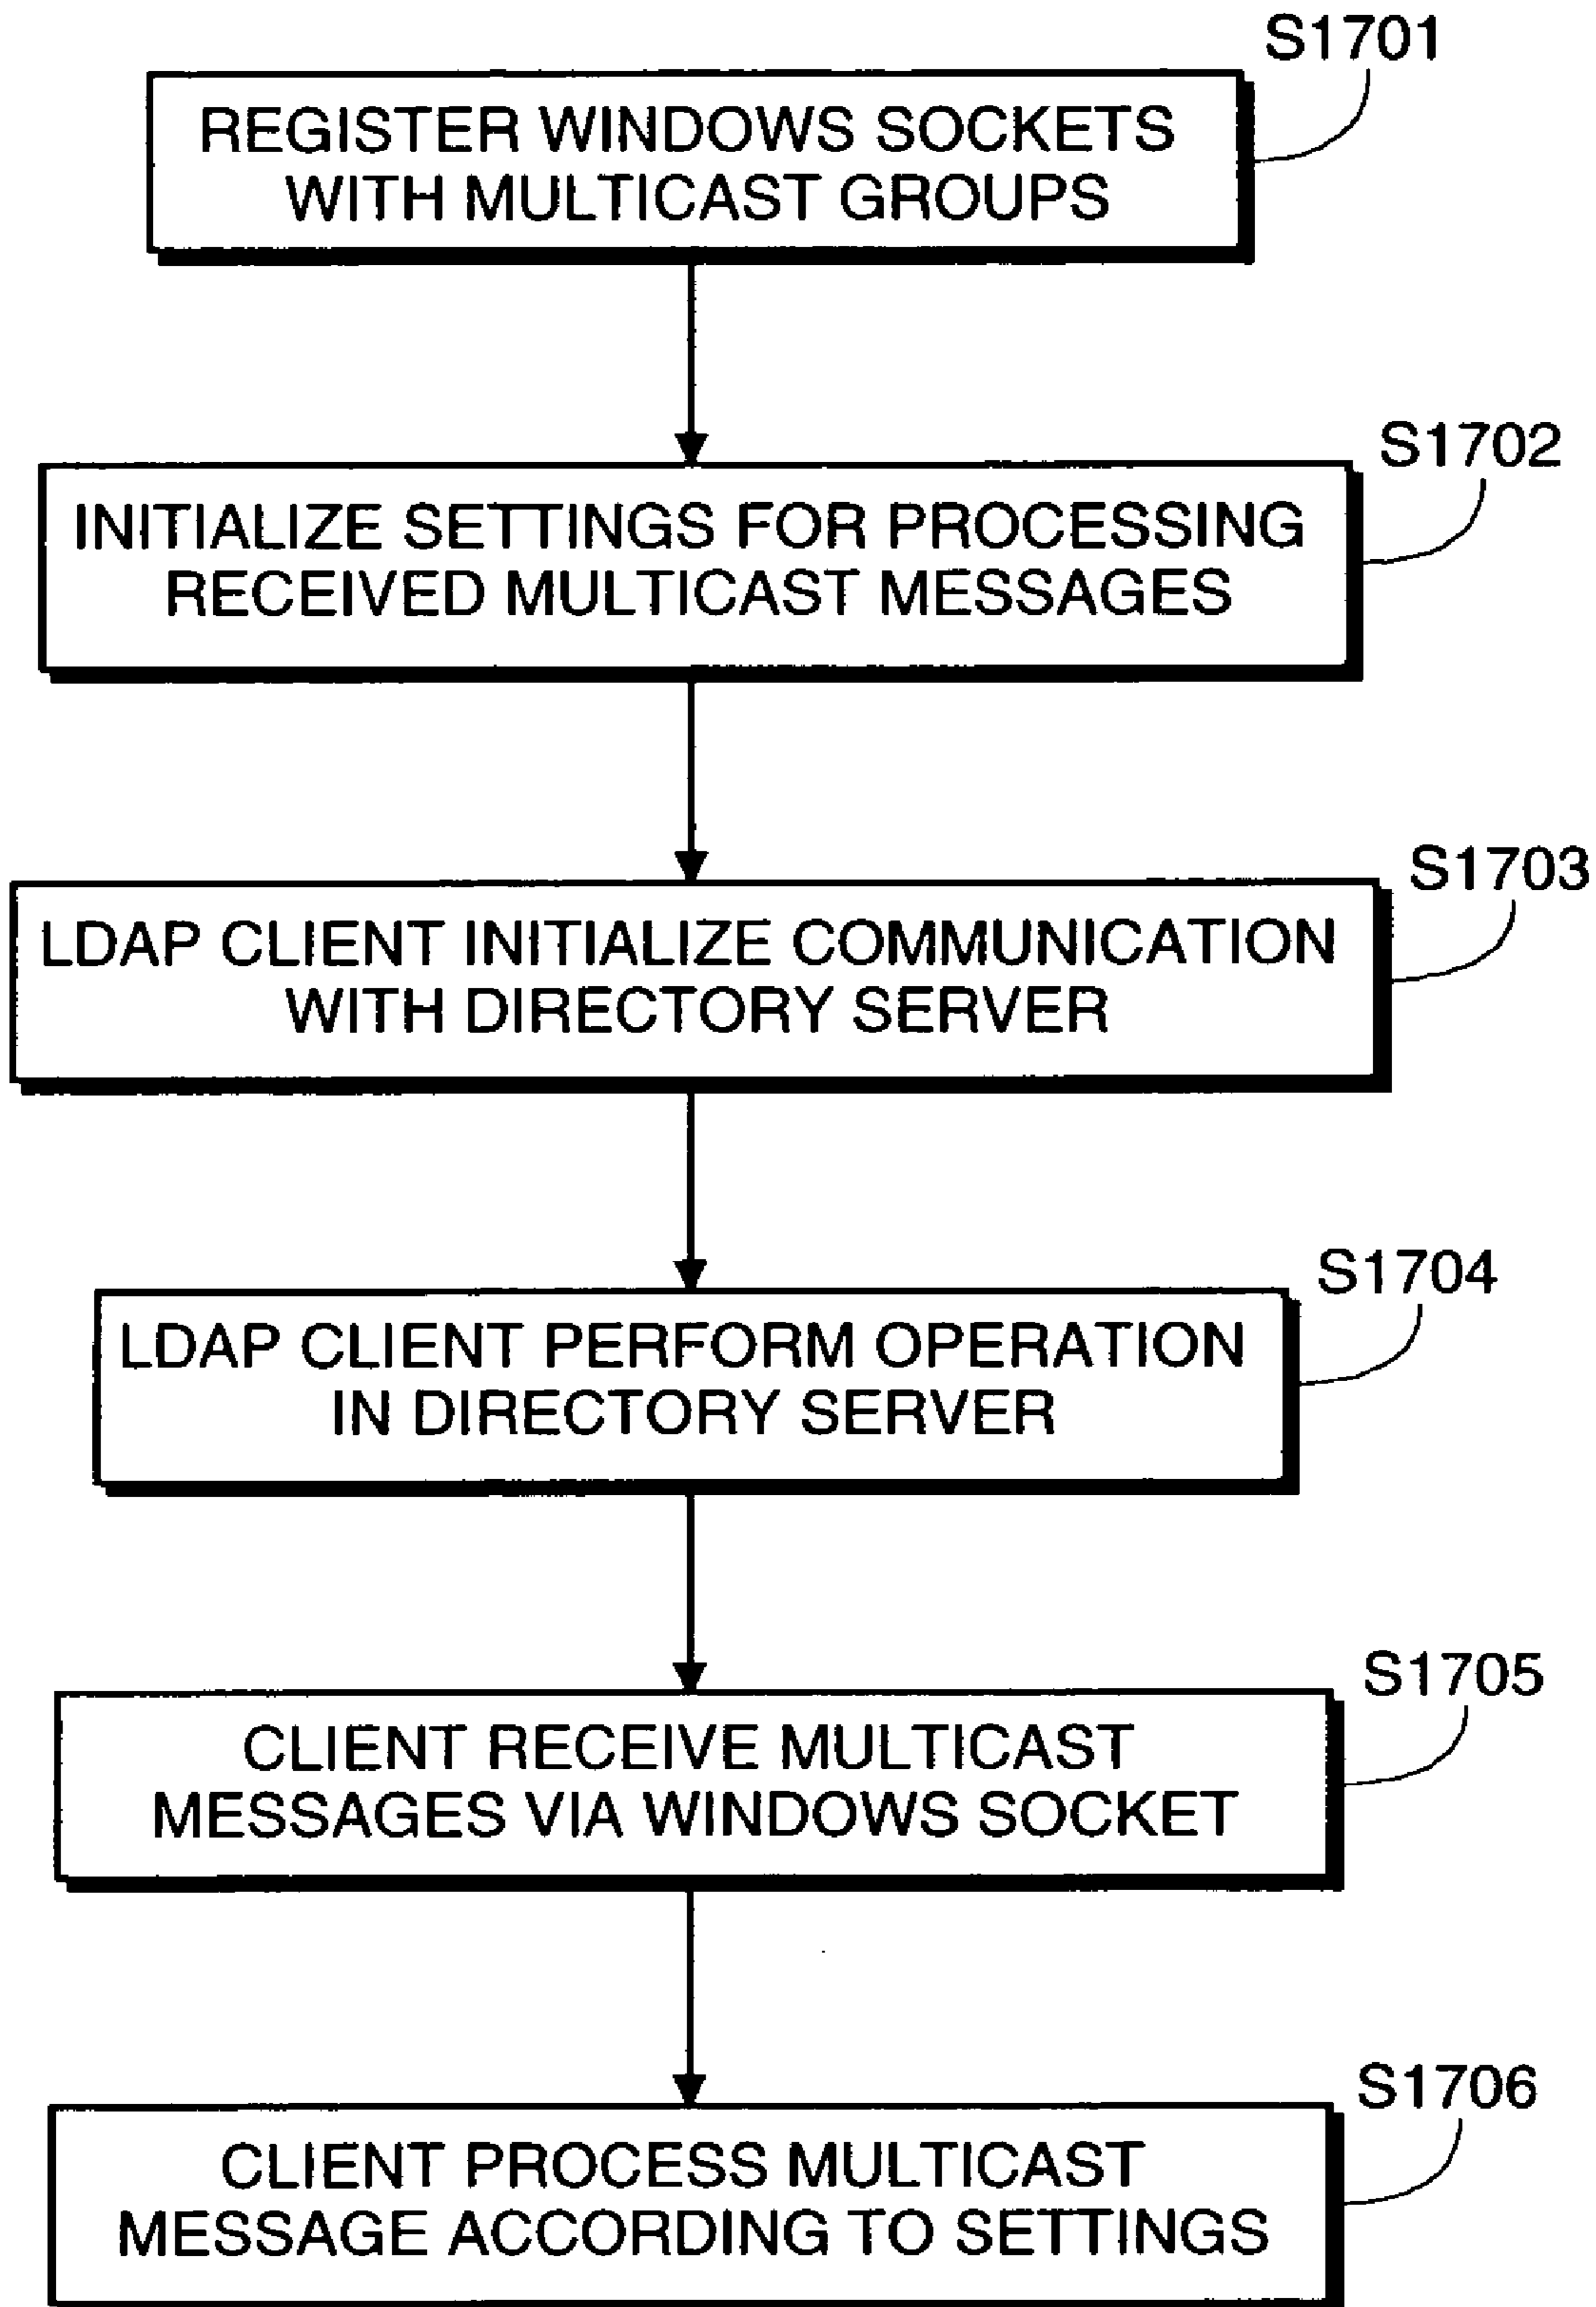 S1701
REGISTER WINDOWS SOCKETS
WITH MULTICAST GROUPS
S1702
INITIALIZE SETTINGS FOR PROCESSING
RECEIVED MULTICAST MESSAGES
S1703
LDAP CLIENT INITIALIZE COMMUNICATION
WITH DIRECTORY SERVER
S1704
LDAP CLIENT PERFORM OPERATION
IN DIRECTORY SERVER
S1705
CLIENT RECEIVE MULTICAST
MESSAGES VIA WINDOWS SOCKET
S1706
CLIENT PROCESS MULTICAST
MESSAGE ACCORDING TO SETTINGS